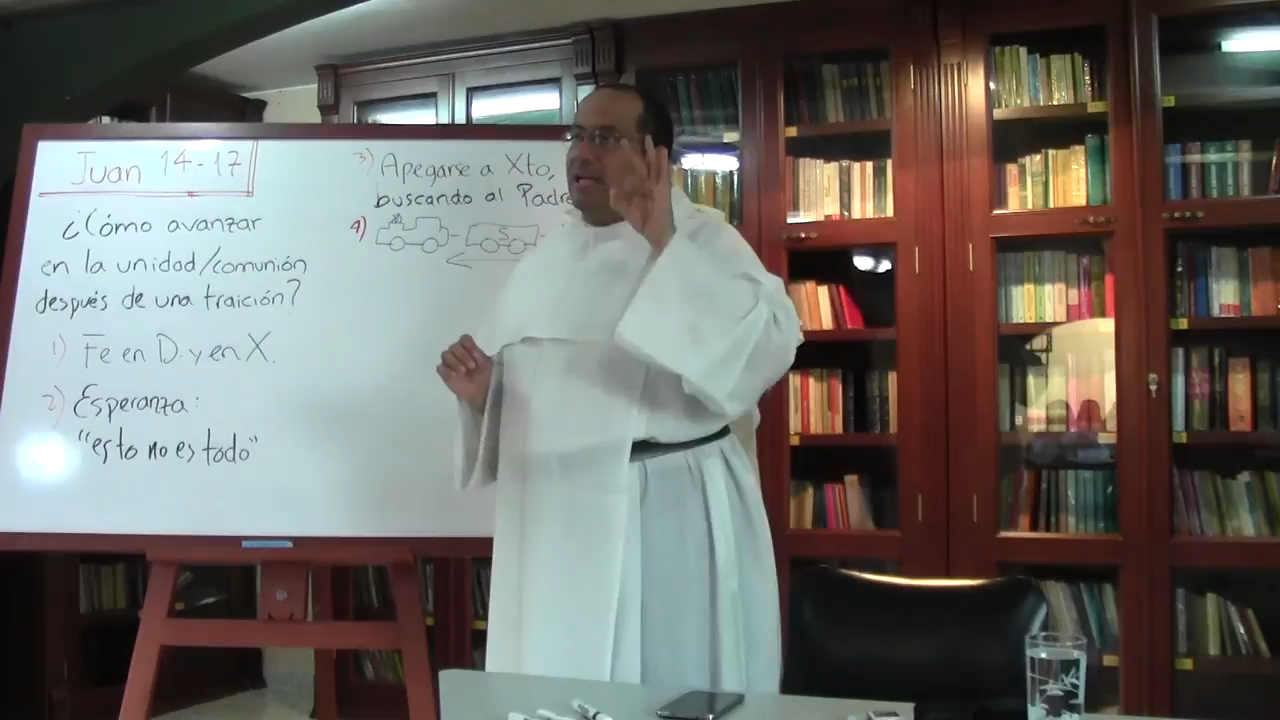 Juan 14-17
¿Cómo avanzar
en la unidad/comunión
después de una traición?
1) Fe en D. y en X.
2) Esperanza:
"esto no es todo"
3) Apegarse a Xto,
buscando al Padre
4)
S